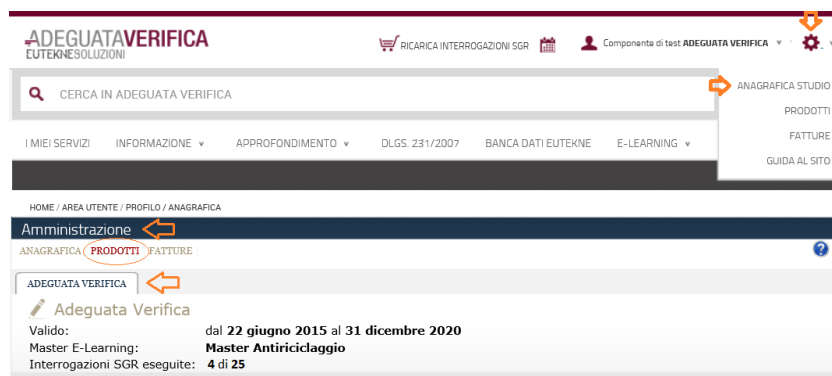 ADEGUATAVERIFICA
EUTEKNESOLUZIONI
RICARICA INTERROGAZIONI SGR
Componente di test ADEGUATA VERIFICA
CERCA IN ADEGUATA VERIFICA
ANAGRAFICA STUDIO
PRODOTTI
FATTURE
GUIDA AL SITO
I MIEI SERVIZI INFORMAZIONE APPROFONDIMENTO DLGS. 231/2007 BANCA DATI EUTEKNE E-LEARNING
HOME / AREA UTENTE / PROFILO / ANAGRAFICA
Amministrazione
ANAGRAFICA PRODOTTI FATTURE
?
ADEGUATA VERIFICA
Adeguata Verifica
Valido: dal 22 giugno 2015 al 31 dicembre 2020
Master E-Learning: Master Antiriciclaggio
Interrogazioni SGR eseguite: 4 di 25